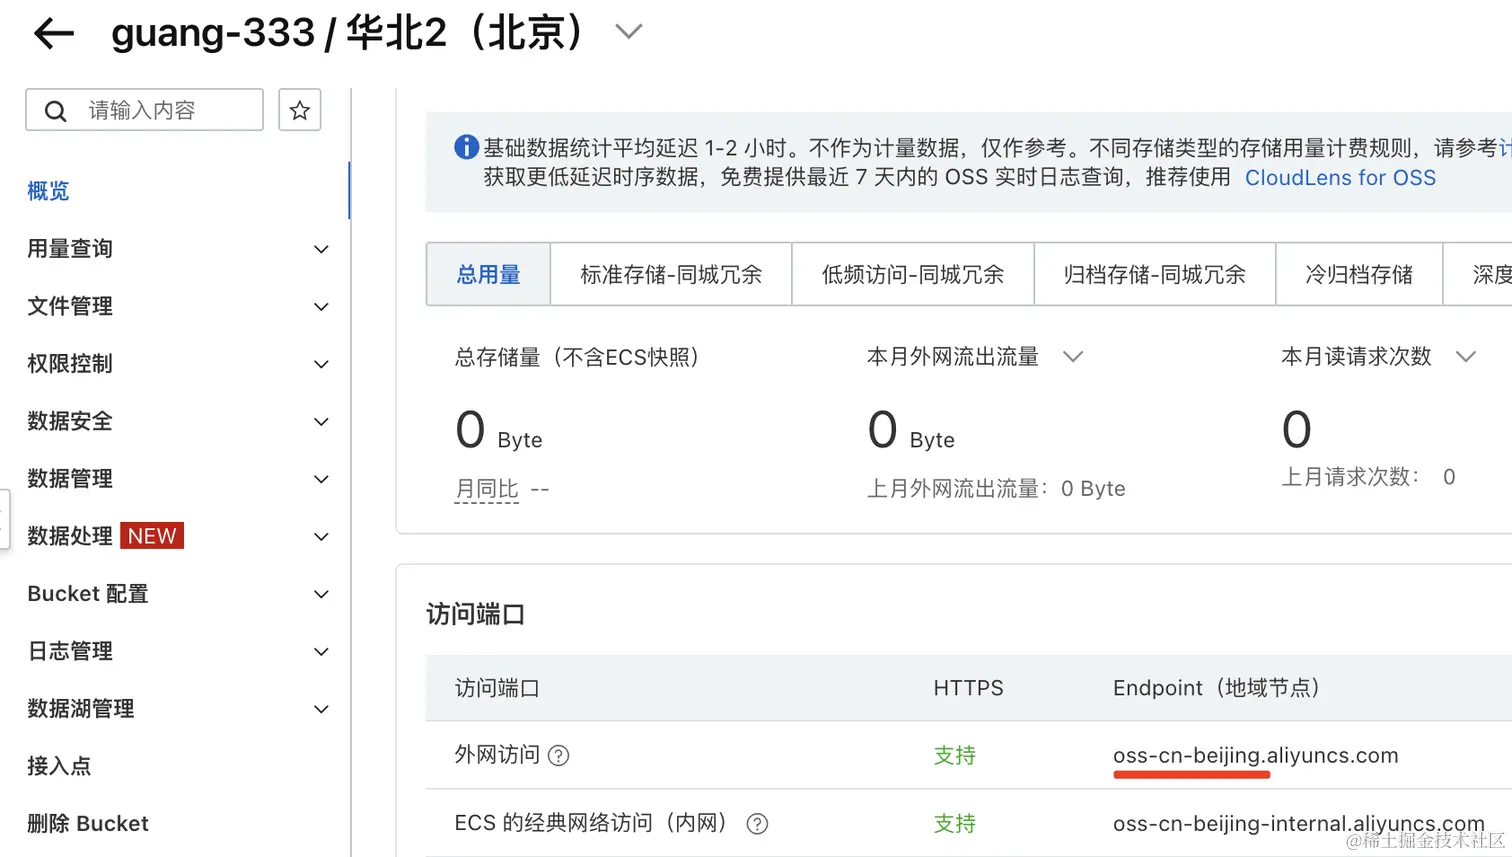 guang-333 / 华北2（北京）
请输入内容
概览
用量查询
文件管理
权限控制
数据安全
数据管理
数据处理 NEW
Bucket 配置
日志管理
数据湖管理
接入点
删除 Bucket
基础数据统计平均延迟 1-2 小时。不作为计量数据，仅作参考。不同存储类型的存储用量计费规则，请参考计
获取更低延迟时序数据，免费提供最近 7 天内的 OSS 实时日志查询，推荐使用 CloudLens for OSS
总用量 标准存储-同城冗余 低频访问-同城冗余 归档存储-同城冗余 冷归档存储 深度
总存储量（不含ECS快照） 本月外网流出流量 本月读请求次数
0 Byte 0 Byte 0
月同比 -- 上月外网流出流量：0 Byte 上月请求次数： 0
访问端口
访问端口 HTTPS Endpoint（地域节点）
外网访问 支持 oss-cn-beijing.aliyuncs.com
ECS 的经典网络访问（内网） 支持 oss-cn-beijing-internal.aliyuncs.com
@稀土掘金技术社区